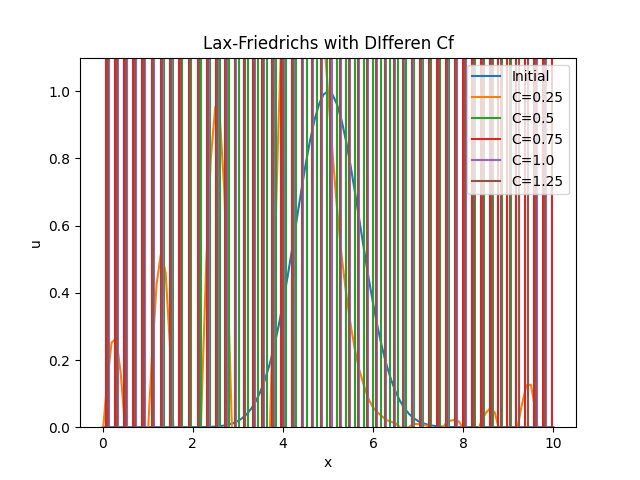 Lax-Friedrichs with DIfferen Cf
Initial
C=0.25
C=0.5
C=0.75
C=1.0
C=1.25
u
1.0
0.8
0.6
0.4
0.2
0.0
0 2 4 6 8 10
x